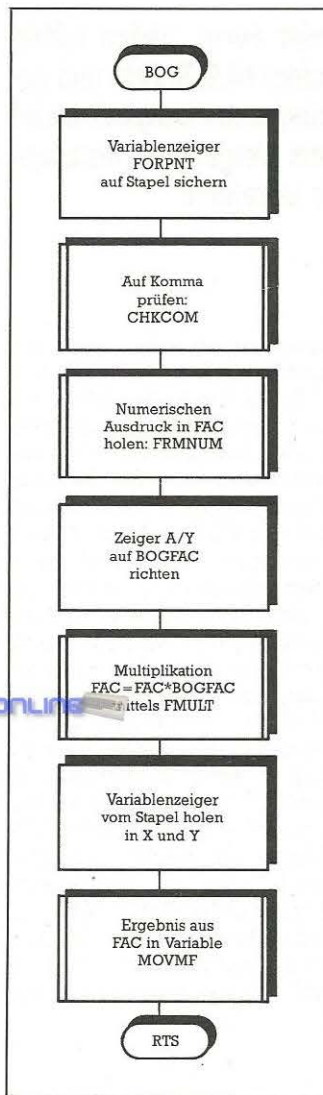 BOG
Variablenzeiger
FORPNT
auf Stapel sichern
Auf Komma
prüfen:
CHKCOM
Numerischen
Ausdruck in FAC
holen: FRMNUM
Zeiger A/Y
auf BOGFAC
richten
Multiplikation
FAC=FAC*BOGFAC
mittels FMULT
ONLINE
Variablenzeiger
vom Stapel holen
in X und Y
Ergebnis aus
FAC in Variable
MOVMF
RTS